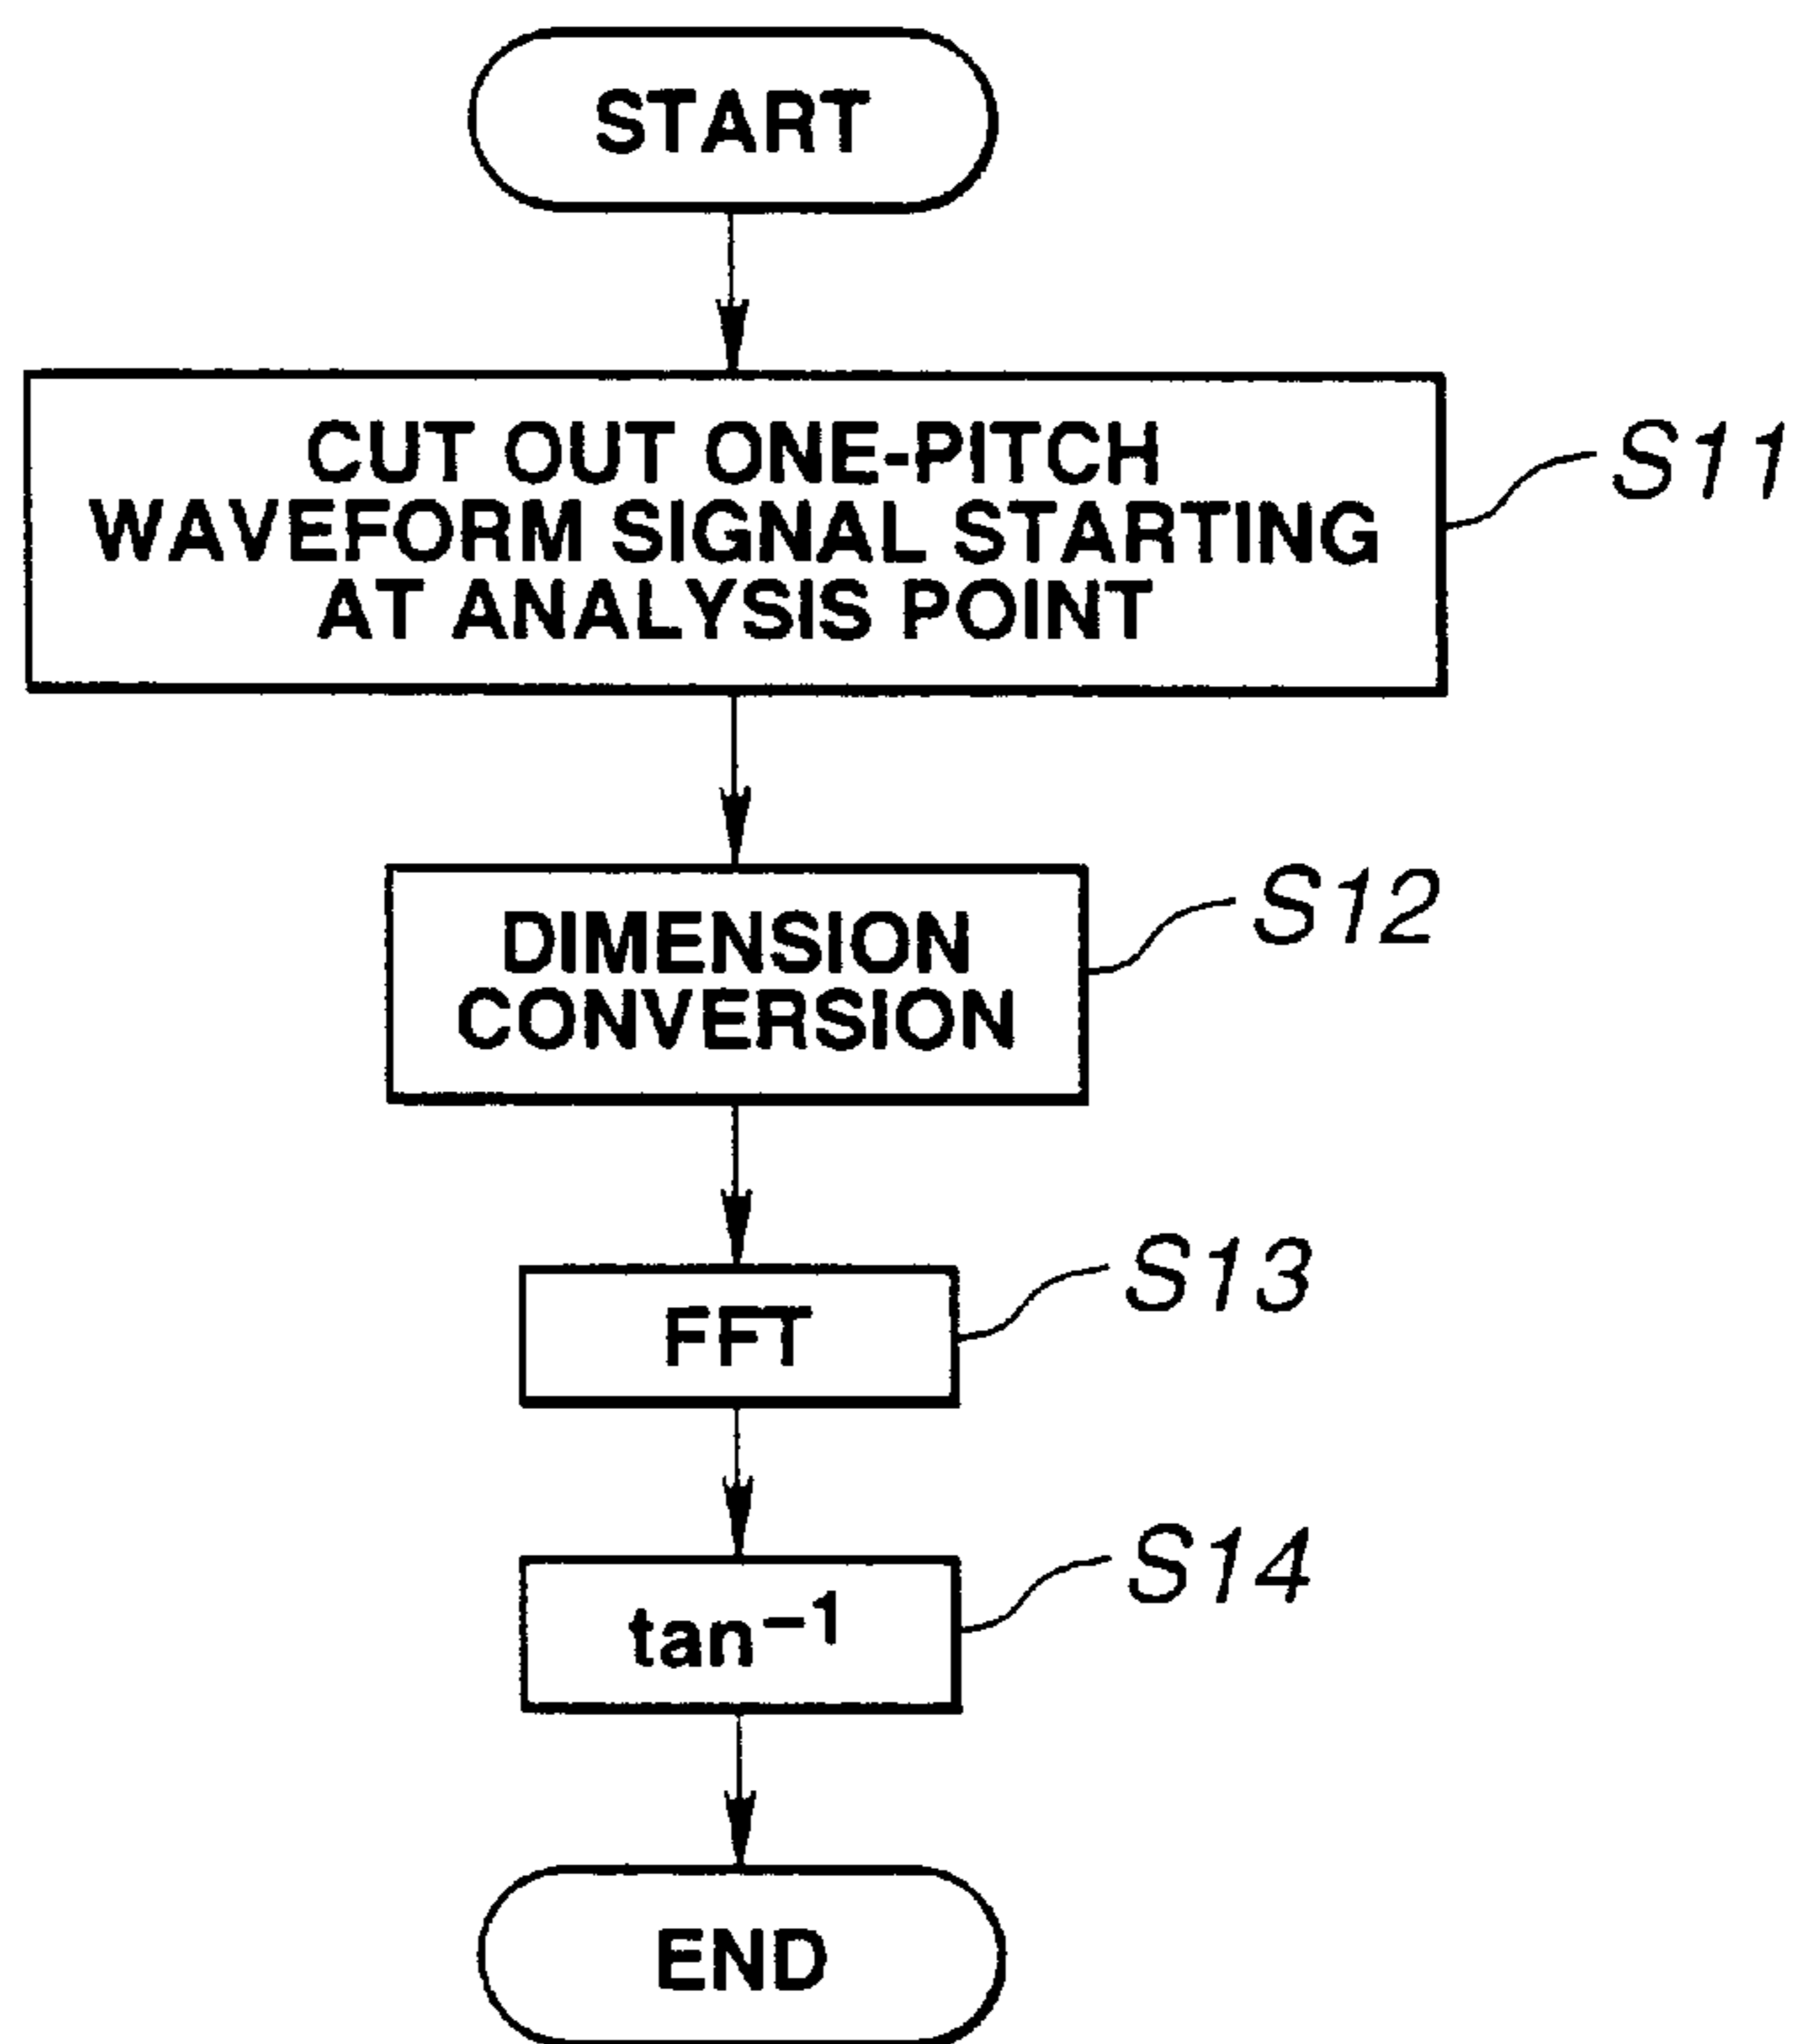 START
CUT OUT ONE-PITCH
WAVEFORM SIGNAL STARTING
AT ANALYSIS POINT
S11
DIMENSION
CONVERSION
S12
FFT
S13
tan⁻¹
S14
END